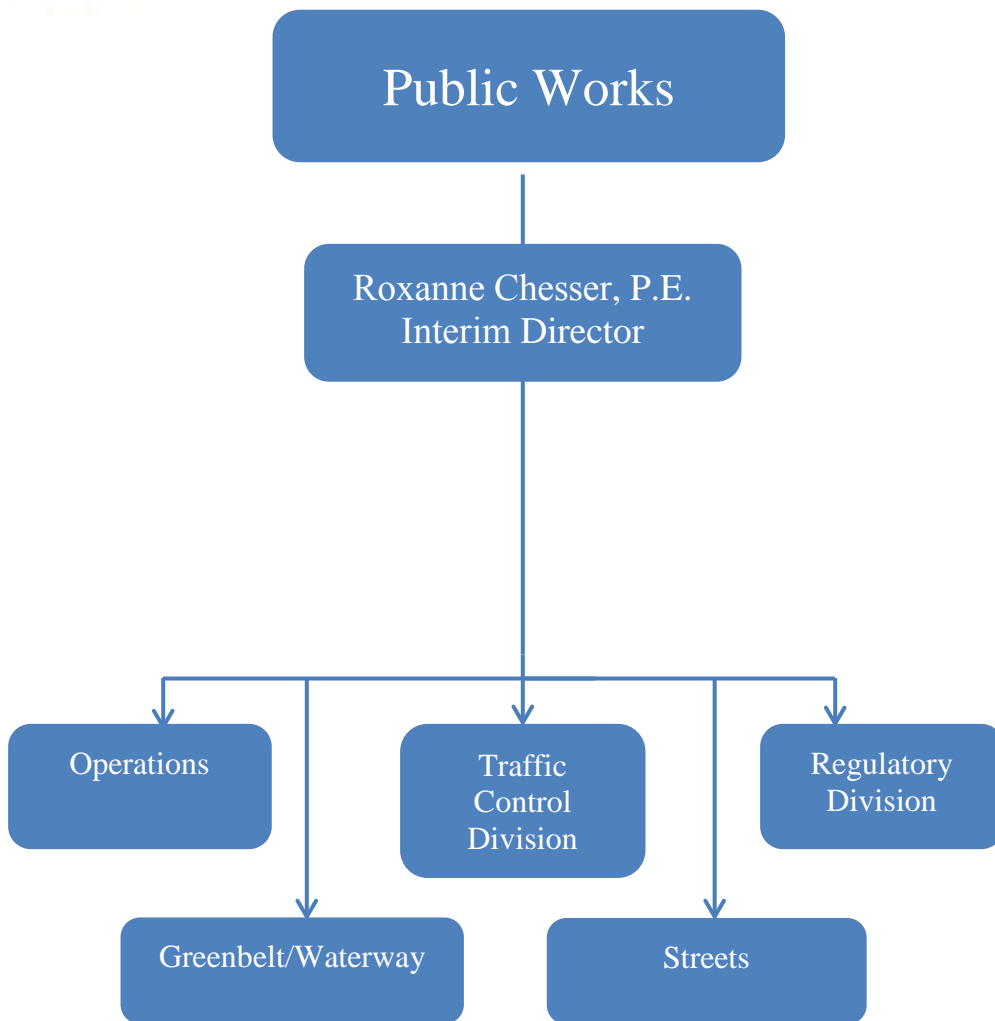 Public Works
Roxanne Chesser, P.E.
Interim Director
Operations
Traffic
Control
Division
Regulatory
Division
Greenbelt/Waterway
Streets